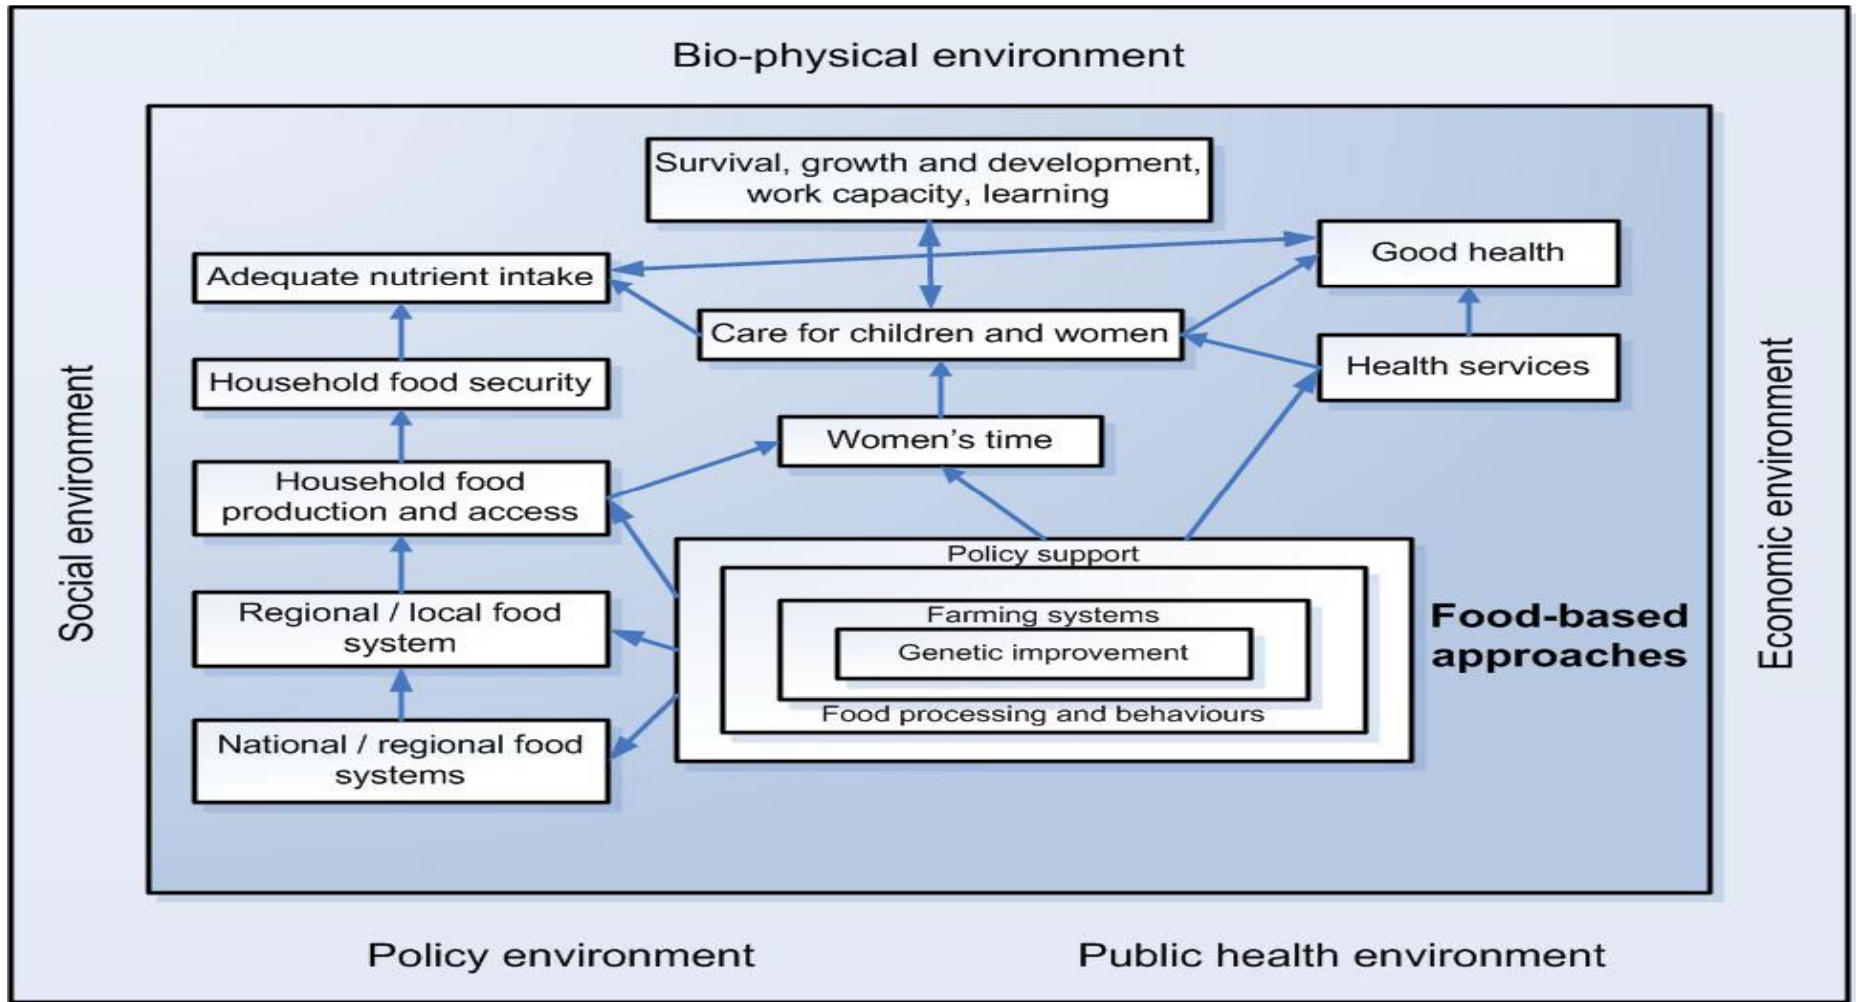 Bio-physical environment
Survival, growth and development,
work capacity, learning
Good health
Adequate nutrient intake
Care for children and women
Health services
Household food security
Women's time
Household food
production and access
Policy support
Farming systems
Genetic improvement
Food processing and behaviours
Food-based
approaches
Regional / local food
system
National / regional food
systems
Social environment
Economic environment
Policy environment
Public health environment